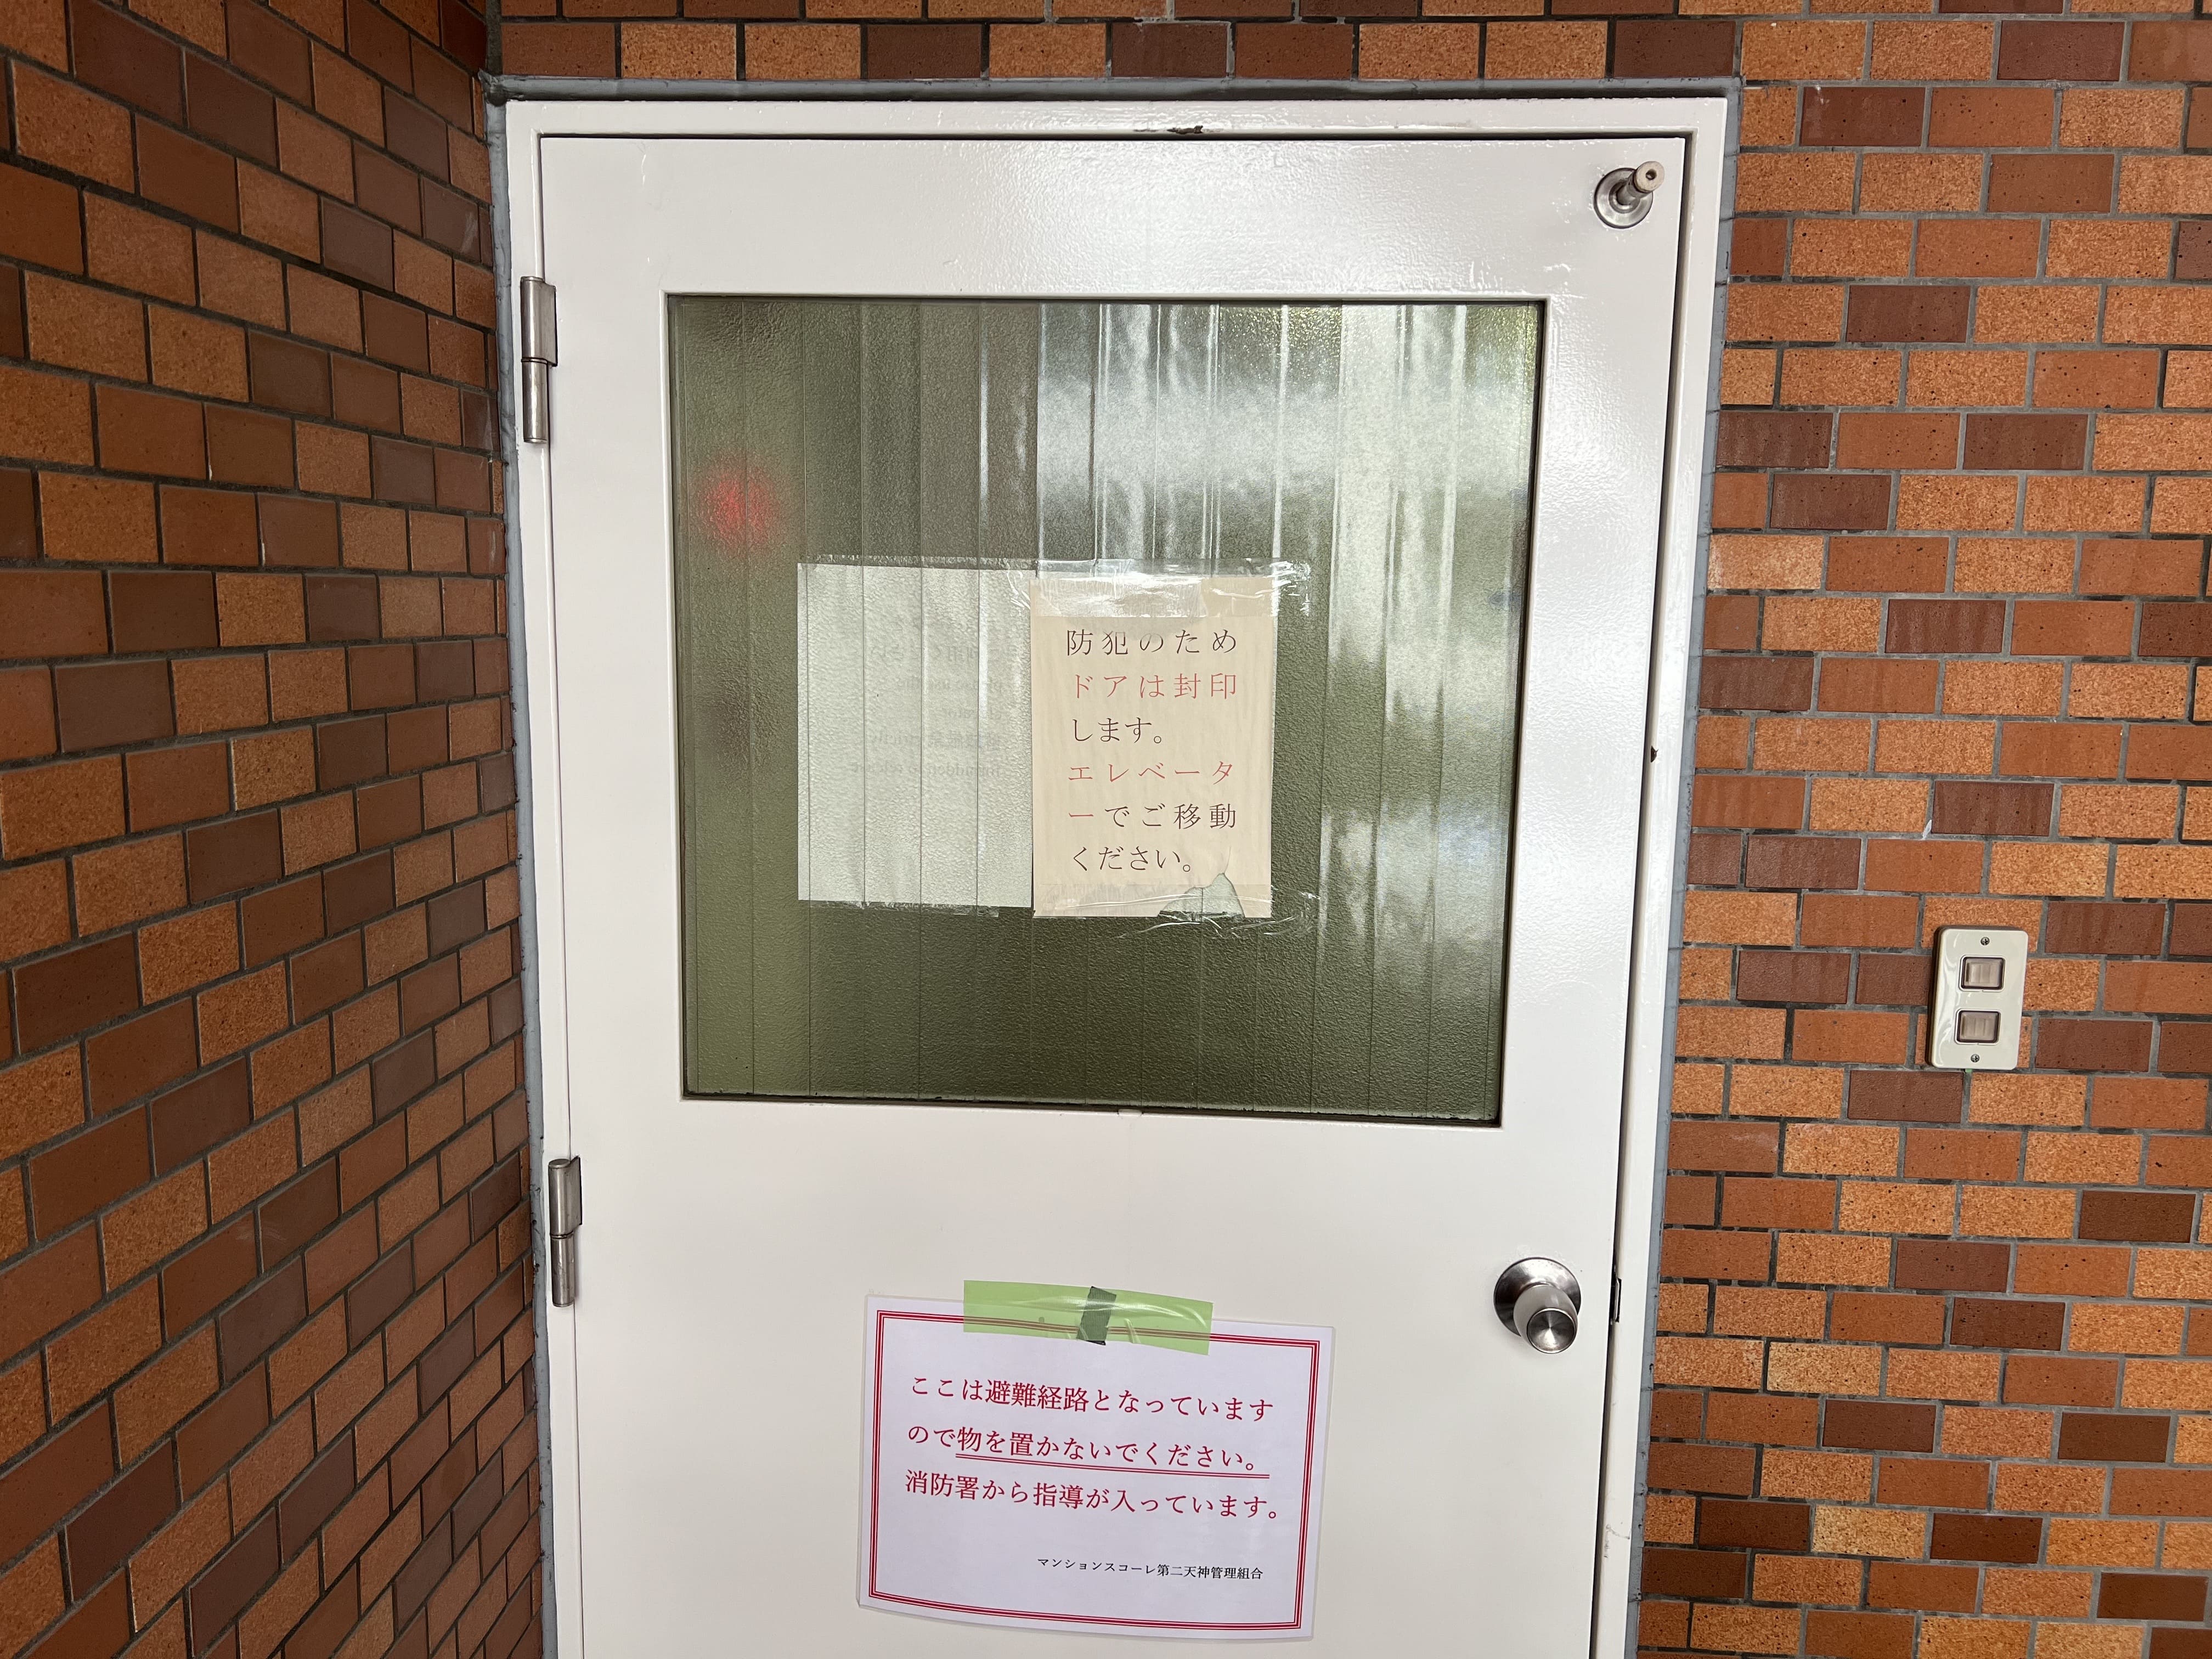 防犯のため
ドアは封印
します。
エレベータ
ーでご移動
ください。
ここは避難経路となっています
ので物を置かないでください。
消防署から指導が入っています。
マンションスコーレ第二天神管理組合